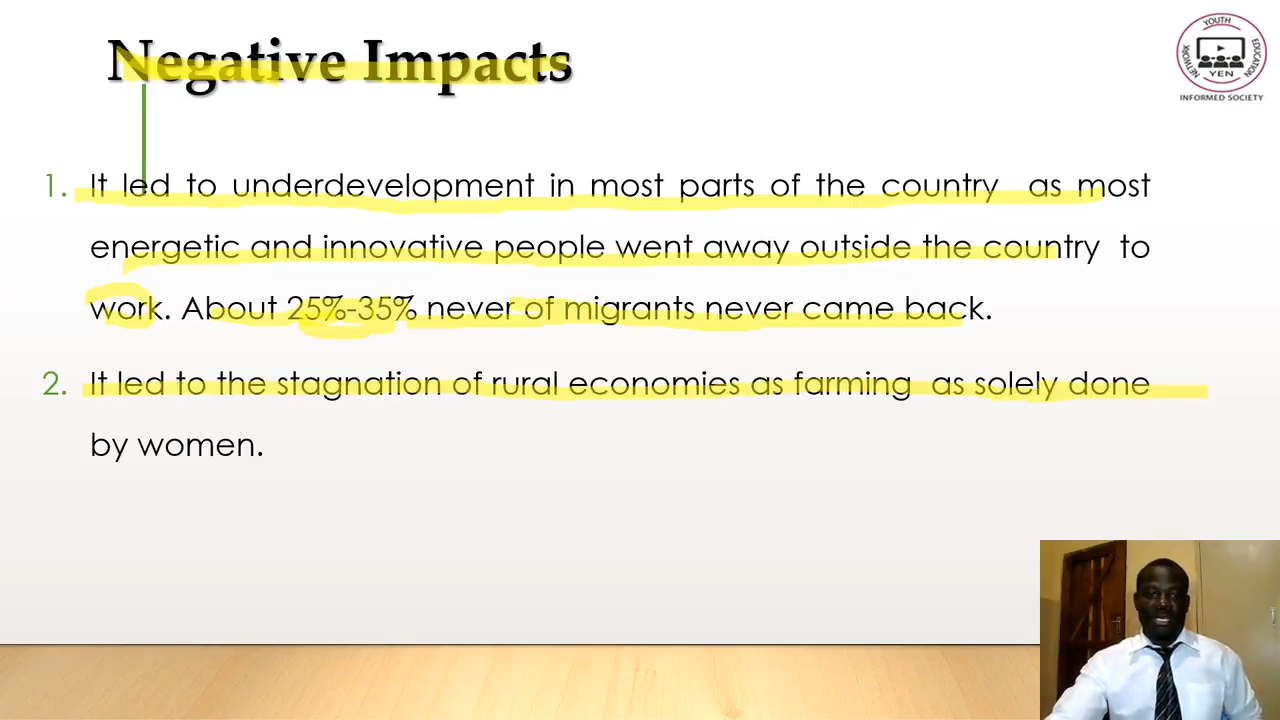 Negative Impacts
YOUTH
EDUCATION
NETWORK
YEN
INFORMED SOCIETY
1. It led to underdevelopment in most parts of the country as most
energetic and innovative people went away outside the country to
work. About 25%-35% never of migrants never came back.
2. It led to the stagnation of rural economies as farming as solely done
by women.